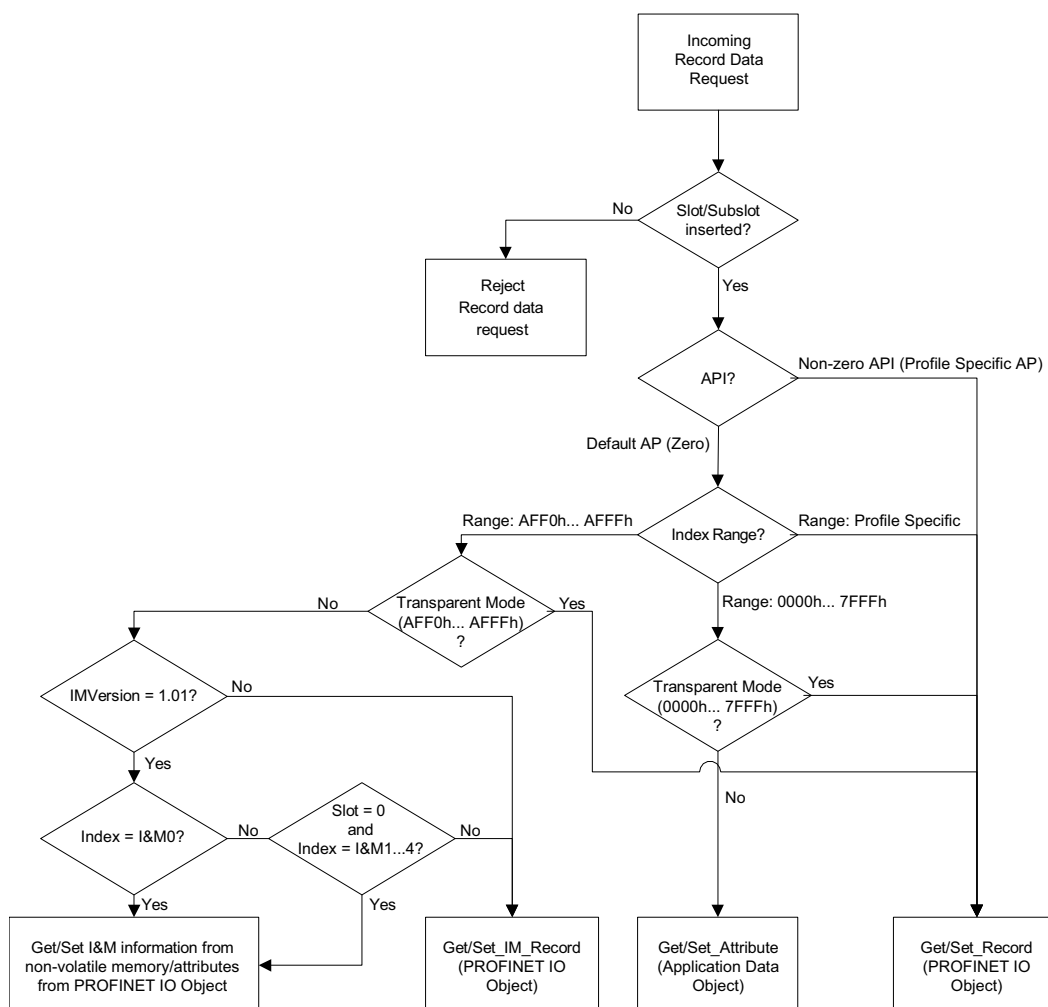 Incoming
Record Data
Request
Slot/Subslot
inserted?
No
Yes
Reject
Record data
request
API?
Non-zero API (Profile Specific AP)
Default AP (Zero)
Index Range?
Range: AFF0h... AFFFh
Range: Profile Specific
Range: 0000h... 7FFFh
Transparent Mode
(AFF0h... AFFFh)
?
No
Yes
Transparent Mode
(0000h... 7FFFh)
?
Yes
No
IMVersion = 1.01?
No
Yes
Index = I&M0?
No
Yes
Slot = 0
and
Index = I&M1...4?
No
Yes
Get/Set I&M information from
non-volatile memory/attributes
from PROFINET IO Object
Get/Set_IM_Record
(PROFINET IO
Object)
Get/Set_Attribute
(Application Data
Object)
Get/Set_Record
(PROFINET IO
Object)